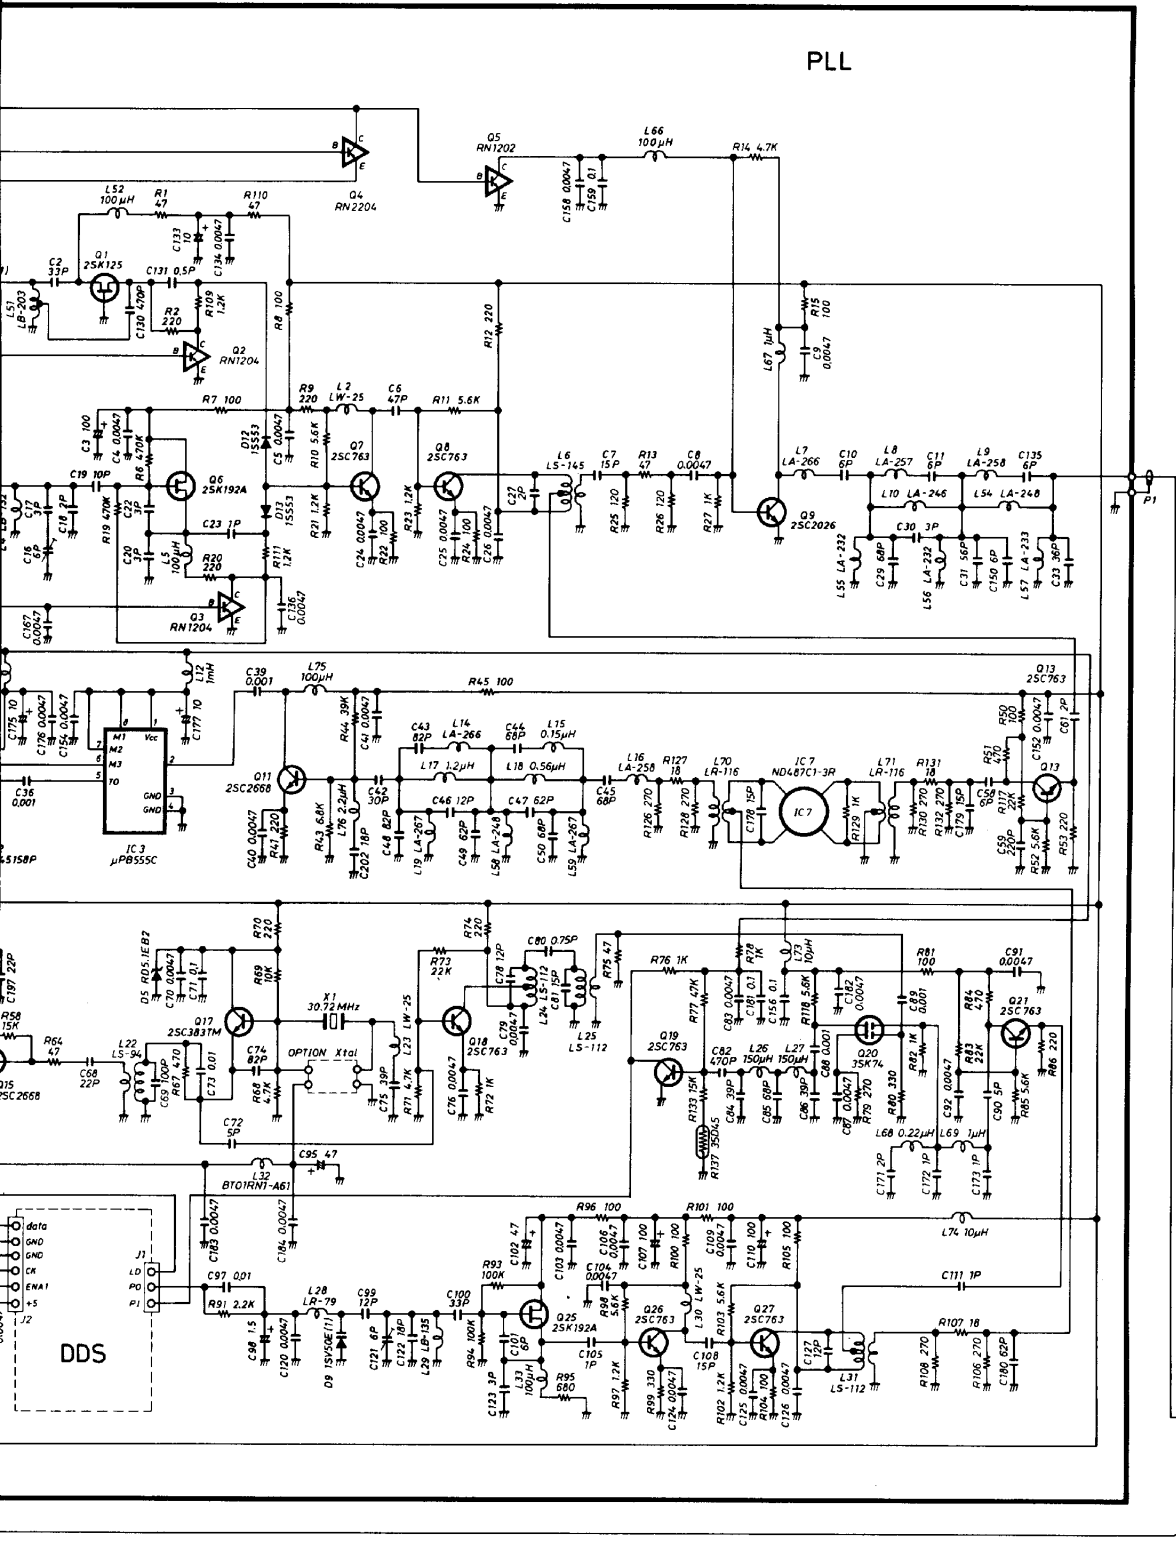 PLL
L66
100μH
Q5
RN1202
R14 4.7K
C158 0.0047
C159 0.1
B
C
E
Q4
RN2204
B
C
E
L52
100μH
R1
47
R110
47
C133
10
C134 0.0047
Q1
2SK125
C2
33P
C131 0.5P
L51
LB-203
C130 470P
R2
220
R109
1.2K
R8 100
R12 220
R15
100
L67 1μH
C9
0.0047
B
C
E
Q2
RN1204
R7 100
R9
220
L2
LW-25
C6
47P
R11 5.6K
C3 100
C4 0.0047
R6 470K
D12
1SS53
C5 0.0047
R10 5.6K
Q7
2SC763
Q8
2SC763
L6
LS-145
C7
15P
R13
47
C8
0.0047
L7
LA-266
C10
6P
L8
LA-257
C11
6P
L9
LA-258
C135
6P
L10 LA-246
L54 LA-248
P1
C19 10P
Q6
2SK192A
C17
3P
C18 2P
C16
6P
R19 470K
C22
3P
C20
3P
C23 1P
L5
100μH
R20
220
D13
1SS53
R111
1.2K
R21 1.2K
C24 0.0047
R22 100
R23 1.2K
C25 0.0047
R24 100
C26 0.0047
C27
2P
R25 120
R26 120
R27 1K
Q9
2SC2026
C30 3P
L55 LA-232
C29 68P
L56 LA-232
C31 56P
C150 6P
L57 LA-233
C33 36P
C167
0.0047
B
C
E
Q3
RN1204
C136
0.0047
L12
1mH
C39
0.001
L75
100μH
R45 100
Q13
2SC763
C175 10
C176 0.0047
C154 0.0047
C177 10
8
1
M1
Vcc
7
M2
6
M3
5
TO
2
GND
3
GND
4
IC3
μPB555C
C36
0.001
45158P
Q11
2SC2668
R44 39K
C41 0.0047
C43
82P
L14
LA-266
C44
68P
L15
0.15μH
L17 1.2μH
L18 0.56μH
C42
30P
C46 12P
C47 62P
C45
68P
L16
LA-258
R127
18
L70
LR-116
IC7
ND487C1-3R
IC7
L71
LR-116
R131
18
R50
100
C152 0.0047
C61 2P
R51
470
C58
6P
Q13
C40 0.0047
R41 220
R43 6.8K
L76 2.2μH
C202 18P
C48 82P
L19 LA-267
C49 62P
L58 LA-248
C50 68P
L59 LA-267
R126 270
R128 270
C178 15P
R129 1K
R130 270
R132 270
C179 15P
R117
22K
C59
220P
R52 5.6K
R53 220
C197 22P
D5 RD5.1EB2
C70 0.0047
C71 0.1
R70
220
R69
10K
X1
30.72MHz
R73
22K
R74
220
C78 12P
C80 0.75P
L24 LS-112
C81 15P
R75 47
R76 1K
R78
1K
L73
10μH
R81
100
C91
0.0047
R58
15K
R64
47
Q15
2SC2668
C68
22P
L22
LS-94
C69 100P
R67 470
C73 0.01
Q17
2SC383TM
C74
82P
R68
4.7K
OPTION Xtal
L23 LW-25
C75 39P
R71 4.7K
Q18
2SC763
C79
0.0047
C76 0.0047
R72 1K
L25
LS-112
R77 47K
C83 0.0047
C181 0.1
C156 0.1
R118 5.6K
C182
0.0047
C89
0.001
R84
470
Q21
2SC763
Q19
2SC763
C82
470P
L26
150μH
L27
150μH
Q20
3SK74
R82 1K
R83
22K
R86 220
R133 15K
C84 39P
C85 68P
C86 39P
C88 0.001
C87 0.0047
R79 270
R80 330
C92 0.0047
C90 5P
R85 5.6K
R137 35D45
L68 0.22μH
L69 1μH
C171 2P
C172 1P
C173 1P
C72
5P
C95 47
L32
BT01RN1-A61
C183 0.0047
C184 0.0047
L74 10μH
data
GND
GND
CK
ENA1
+5
J2
J1
LD
P0
P1
DDS
C97 0.01
R91 2.2K
C98 1.5
C120 0.0047
L28
LR-79
D9 1SV50E(1)
C99
12P
C121 6P
C122 18P
L29 LB-135
C100
33P
R93
100K
R94 100K
C101
6P
C123 3P
L33
100μH
Q25
2SK192A
R95
680
C102 47
C103 0.0047
R96 100
C106
0.0047
C107 100
R100 100
R101 100
C109
0.0047
C110 100
R105 100
C104
0.0047
R98
5.6K
L30 LW-25
R103 5.6K
Q26
2SC763
Q27
2SC763
C105
1P
R97 1.2K
R99 330
C124 0.0047
C108
15P
R102 1.2K
C125 0.0047
R104 100
C126 0.0047
C127
12P
L31
LS-112
C111 1P
R107 18
R108 270
R106 270
C180 62P